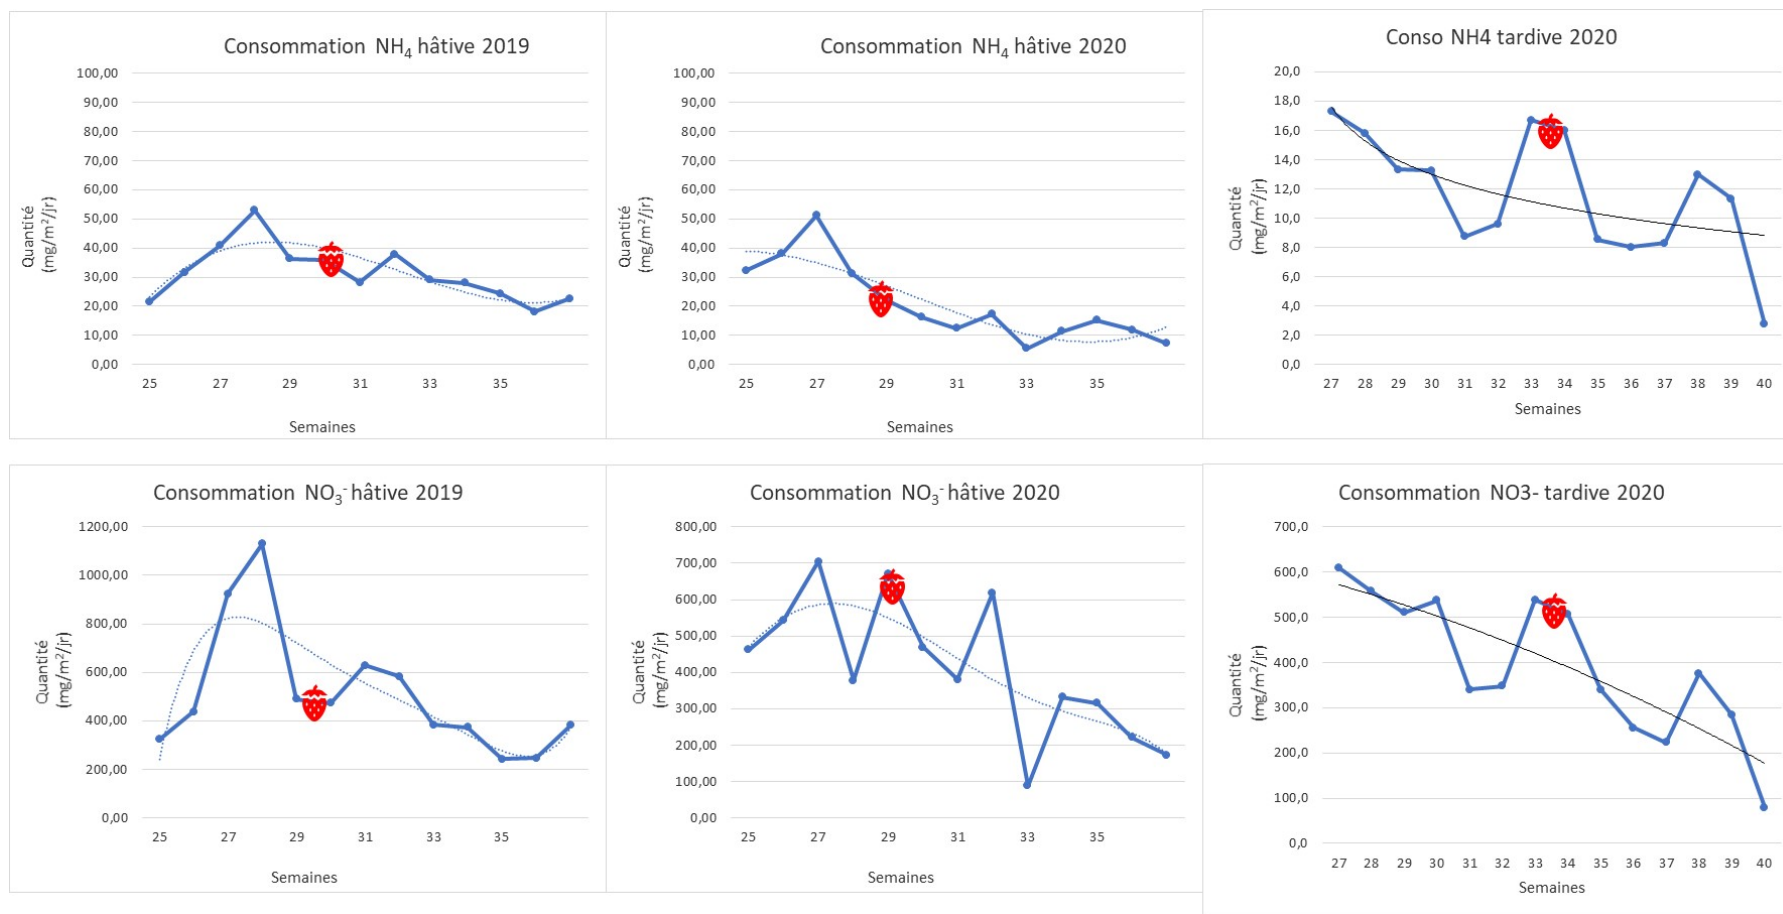 Consommation NH₄ hâtive 2019
100,00
90,00
80,00
70,00
60,00
50,00
40,00
30,00
20,00
10,00
0,00
Quantité
(mg/m²/jr)
25 27 29 31 33 35
Semaines
Consommation NH₄ hâtive 2020
100,00
90,00
80,00
70,00
60,00
50,00
40,00
30,00
20,00
10,00
0,00
Quantité
(mg/m²/jr)
25 27 29 31 33 35
Semaines
Conso NH4 tardive 2020
20,0
18,0
16,0
14,0
12,0
10,0
8,0
6,0
4,0
2,0
0,0
Quantité
(mg/m²/jr)
27 28 29 30 31 32 33 34 35 36 37 38 39 40
Semaines
Consommation NO₃⁻ hâtive 2019
1200,00
1000,00
800,00
600,00
400,00
200,00
0,00
Quantité
(mg/m²/jr)
25 27 29 31 33 35
Semaines
Consommation NO₃⁻ hâtive 2020
800,00
700,00
600,00
500,00
400,00
300,00
200,00
100,00
0,00
Quantité
(mg/m²/jr)
25 27 29 31 33 35
Semaines
Consommation NO3- tardive 2020
700,0
600,0
500,0
400,0
300,0
200,0
100,0
0,0
Quantité
(mg/m²/jr)
27 28 29 30 31 32 33 34 35 36 37 38 39 40
Semaines